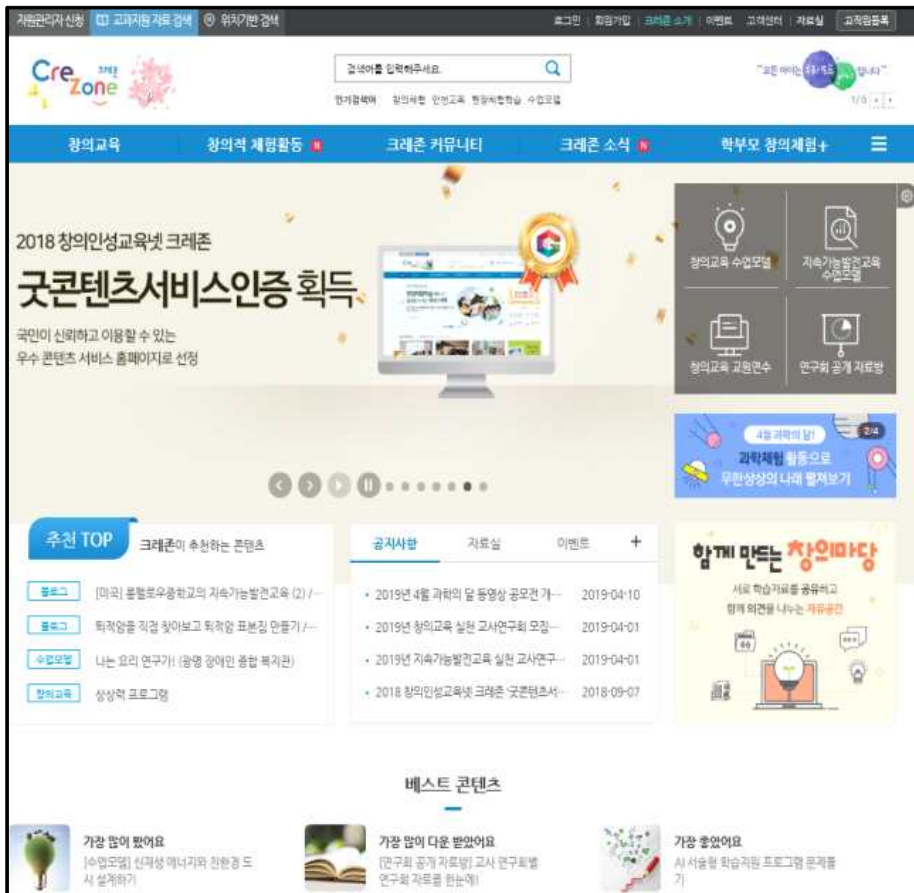 자원관리자 신청 교과지원 자료 검색 위치기반 검색
로그인 회원가입 크레존 소개 이벤트 고객센터 자료실 교직원등록
CreZone 크레존
검색어를 입력해주세요.
인기검색어 창의체험 안전교육 현장체험학습 수업모델
"모든 아이는 입니다"
1/6
창의교육 창의적 체험활동 N 크레존 커뮤니티 크레존 소식 N 학부모 창의체험+
2018 창의인성교육넷 크레존
굿콘텐츠서비스인증 획득
국민이 신뢰하고 이용할 수 있는
우수 콘텐츠 서비스 홈페이지로 선정
창의교육 수업모델
지속가능발전교육
수업모델
창의교육 교원연수
연구회 공개 자료방
4월 과학의 달!
2/4
과학체험 활동으로
무한상상의 나래 펼쳐보기
추천 TOP 크레존이 추천하는 콘텐츠
블로그 [미국] 롱펠로우중학교의 지속가능발전교육 (2) /…
블로그 퇴적암을 직접 찾아보고 퇴적암 표본집 만들기 /…
수업모델 나는 요리 연구가! (광명 장애인 종합 복지관)
창의교육 상상력 프로그램
공지사항 자료실 이벤트 +
2019년 4월 과학의 달 동영상 공모전 개… 2019-04-10
2019년 창의교육 실천 교사연구회 모집… 2019-04-01
2019년 지속가능발전교육 실천 교사연구… 2019-04-01
2018 창의인성교육넷 크레존 '굿콘텐츠서… 2018-09-07
함께 만드는 창의마당
서로 학습자료를 공유하고
함께 의견을 나누는 자유공간
베스트 콘텐츠
가장 많이 봤어요
[수업모델] 신재생 에너지와 친환경 도
시 설계하기
가장 많이 다운 받았어요
[연구회 공개 자료방] 교사 연구회별
연구회 자료를 한눈에!
가장 좋았어요
AI 서술형 학습지원 프로그램 문제풀
기